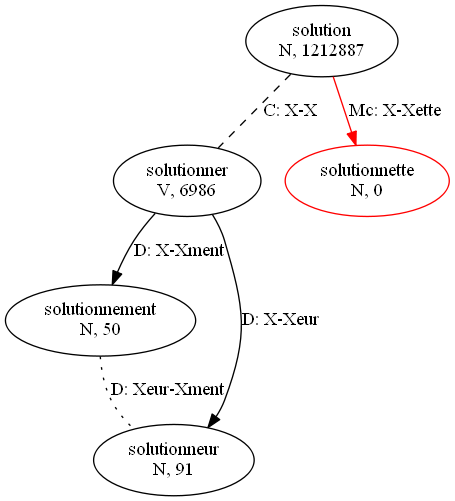 solution
N, 1212887
C: X-X
Mc: X-Xette
solutionner
V, 6986
solutionnette
N, 0
D: X-Xment
solutionnement
N, 50
D: X-Xeur
D: Xeur-Xment
solutionneur
N, 91